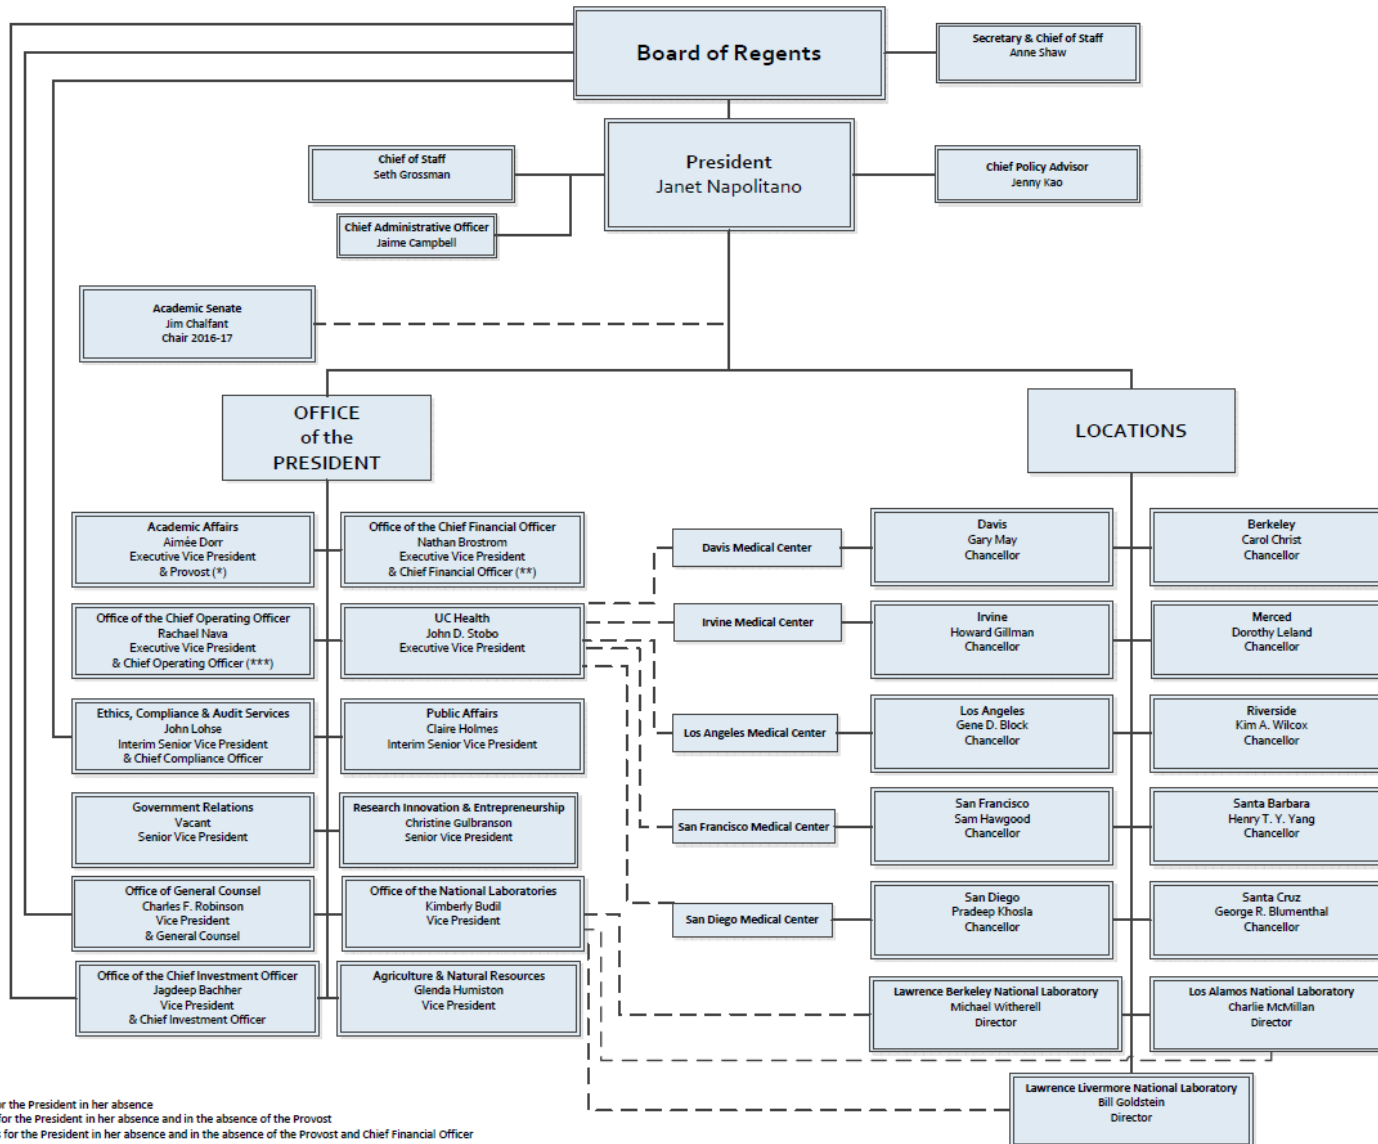 Board of Regents
Secretary & Chief of Staff
Anne Shaw
President
Janet Napolitano
Chief of Staff
Seth Grossman
Chief Policy Advisor
Jenny Kao
Chief Administrative Officer
Jaime Campbell
Academic Senate
Jim Chalfant
Chair 2016-17
OFFICE
of the
PRESIDENT
LOCATIONS
Academic Affairs
Aimée Dorr
Executive Vice President
& Provost (*)
Office of the Chief Financial Officer
Nathan Brostrom
Executive Vice President
& Chief Financial Officer (**)
Davis Medical Center
Davis
Gary May
Chancellor
Berkeley
Carol Christ
Chancellor
Office of the Chief Operating Officer
Rachael Nava
Executive Vice President
& Chief Operating Officer (***)
UC Health
John D. Stobo
Executive Vice President
Irvine Medical Center
Irvine
Howard Gillman
Chancellor
Merced
Dorothy Leland
Chancellor
Ethics, Compliance & Audit Services
John Lohse
Interim Senior Vice President
& Chief Compliance Officer
Public Affairs
Claire Holmes
Interim Senior Vice President
Los Angeles Medical Center
Los Angeles
Gene D. Block
Chancellor
Riverside
Kim A. Wilcox
Chancellor
Government Relations
Vacant
Senior Vice President
Research Innovation & Entrepreneurship
Christine Gulbranson
Senior Vice President
San Francisco Medical Center
San Francisco
Sam Hawgood
Chancellor
Santa Barbara
Henry T. Y. Yang
Chancellor
Office of General Counsel
Charles F. Robinson
Vice President
& General Counsel
Office of the National Laboratories
Kimberly Budil
Vice President
San Diego Medical Center
San Diego
Pradeep Khosla
Chancellor
Santa Cruz
George R. Blumenthal
Chancellor
Office of the Chief Investment Officer
Jagdeep Bachher
Vice President
& Chief Investment Officer
Agriculture & Natural Resources
Glenda Humiston
Vice President
Lawrence Berkeley National Laboratory
Michael Witherell
Director
Los Alamos National Laboratory
Charlie McMillan
Director
Lawrence Livermore National Laboratory
Bill Goldstein
Director
for the President in her absence
for the President in her absence and in the absence of the Provost
for the President in her absence and in the absence of the Provost and Chief Financial Officer